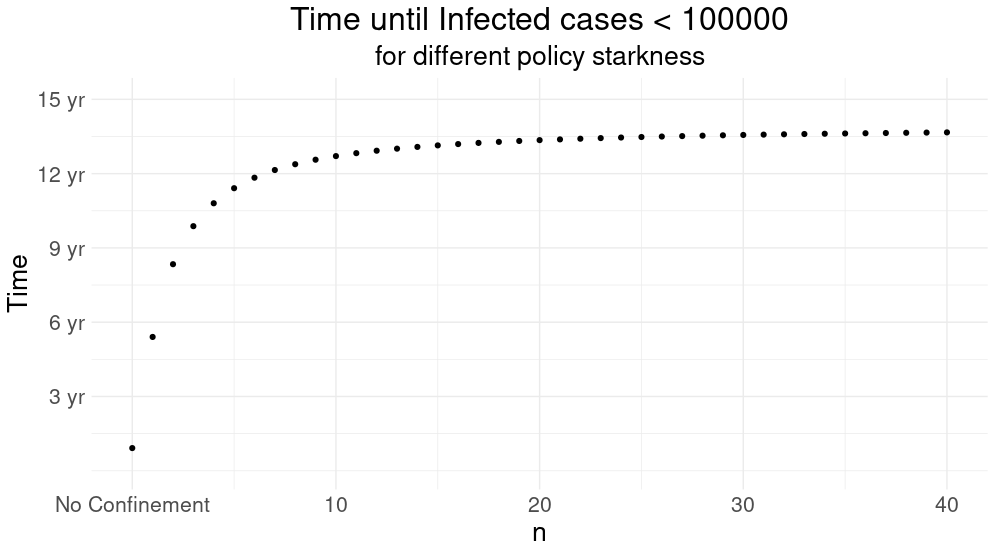 Time until Infected cases < 100000
for different policy starkness
15 yr
12 yr
9 yr
6 yr
3 yr
Time
No Confinement 10 20 30 40
n